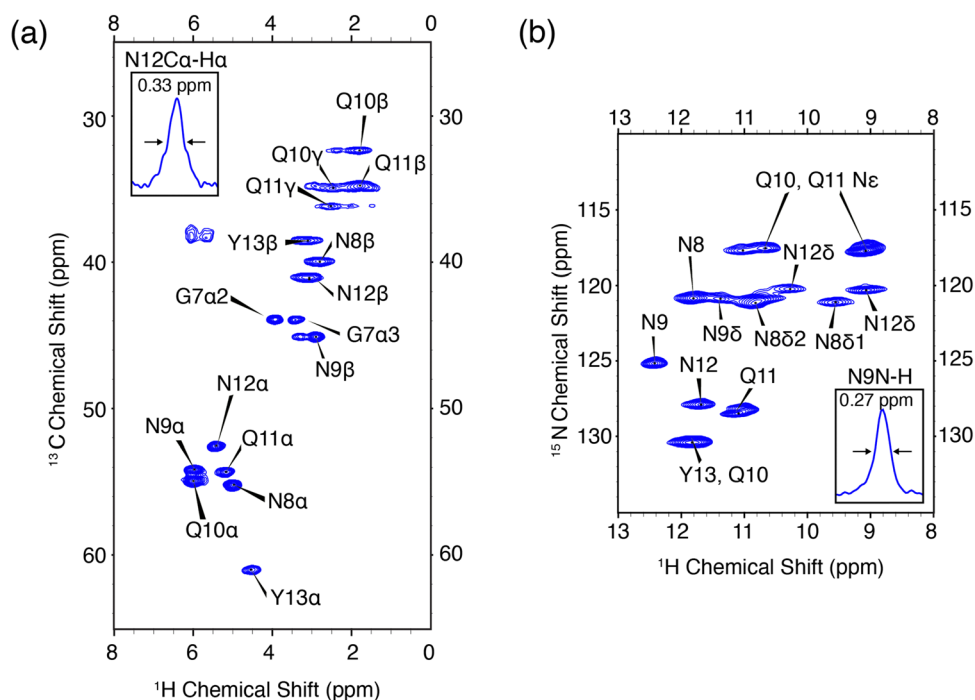 (a)
8 6 4 2 0
N12Cα-Hα
0.33 ppm
30
40
50
60
30
40
50
60
¹³C Chemical Shift (ppm)
Q10β
Q10γ
Q11β
Q11γ
Y13β
N8β
N12β
G7α2
G7α3
N9β
N12α
N9α
Q11α
N8α
Q10α
Y13α
8 6 4 2 0
¹H Chemical Shift (ppm)
(b)
13 12 11 10 9 8
115
120
125
130
115
120
125
130
¹⁵N Chemical Shift (ppm)
Q10, Q11 Nε
N8
N12δ
N9
N9δ
N8δ2
N8δ1
N12δ
N12
Q11
Y13, Q10
N9N-H
0.27 ppm
13 12 11 10 9 8
¹H Chemical Shift (ppm)